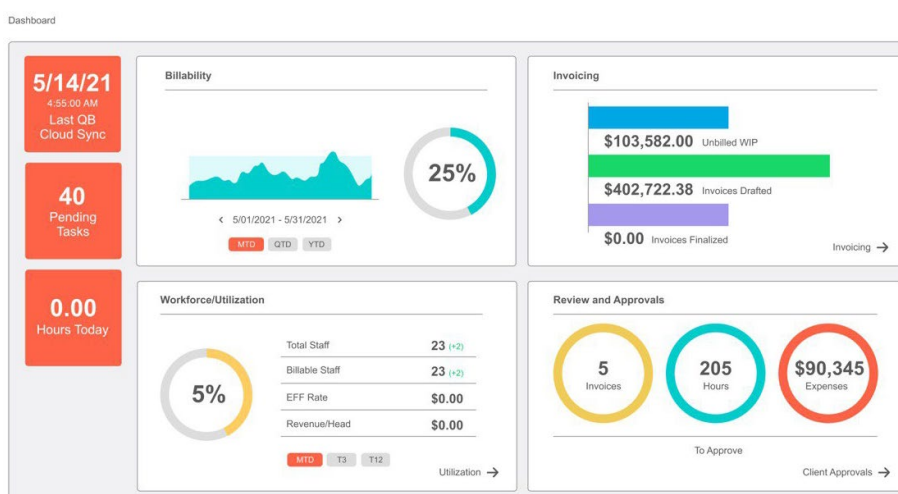 Dashboard
5/14/21
4:55:00 AM
Last QB
Cloud Sync
40
Pending
Tasks
0.00
Hours Today
Billability
25%
< 5/01/2021 - 5/31/2021 >
MTD QTD YTD
Invoicing
$103,582.00 Unbilled WIP
$402,722.38 Invoices Drafted
$0.00 Invoices Finalized
Invoicing →
Workforce/Utilization
5%
Total Staff 23 (+2)
Billable Staff 23 (+2)
EFF Rate $0.00
Revenue/Head $0.00
MTD T3 T12
Utilization →
Review and Approvals
5
Invoices
205
Hours
$90,345
Expenses
To Approve
Client Approvals →